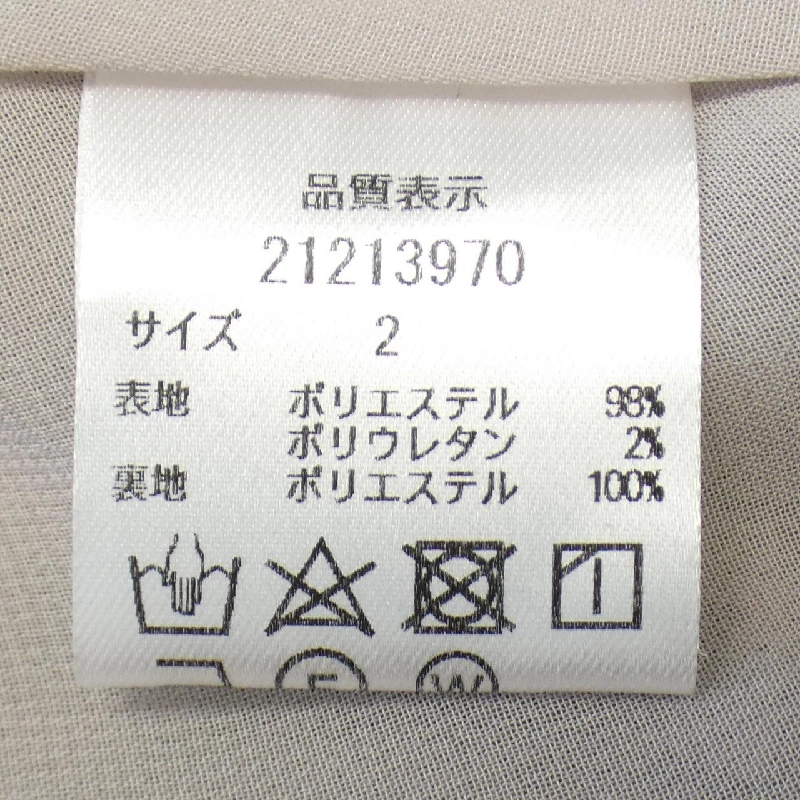 品質表示
21213970
サイズ 2
表地 ポリエステル 98%
ポリウレタン 2%
裏地 ポリエステル 100%
W